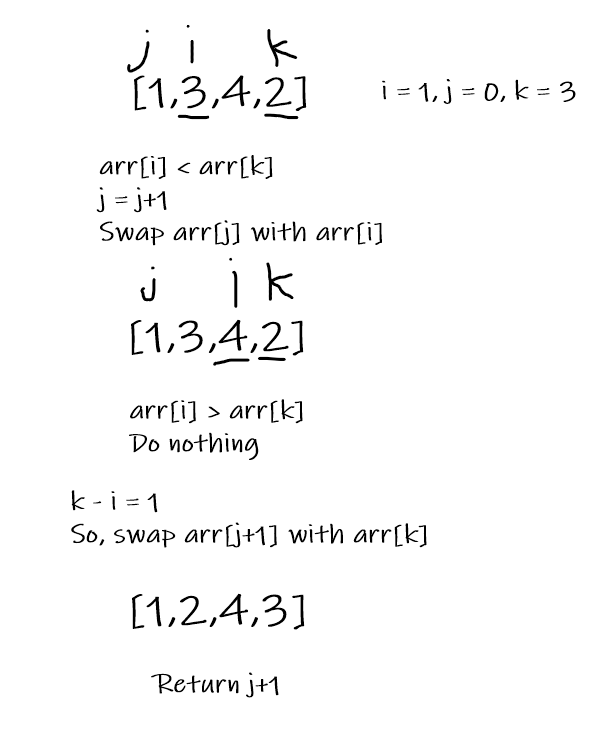 j i k
[1,3,4,2] i = 1, j = 0, k = 3
arr[i] < arr[k]
j = j+1
Swap arr[j] with arr[i]
j i k
[1,3,4,2]
arr[i] > arr[k]
Do nothing
k - i = 1
So, swap arr[j+1] with arr[k]
[1,2,4,3]
Return j+1